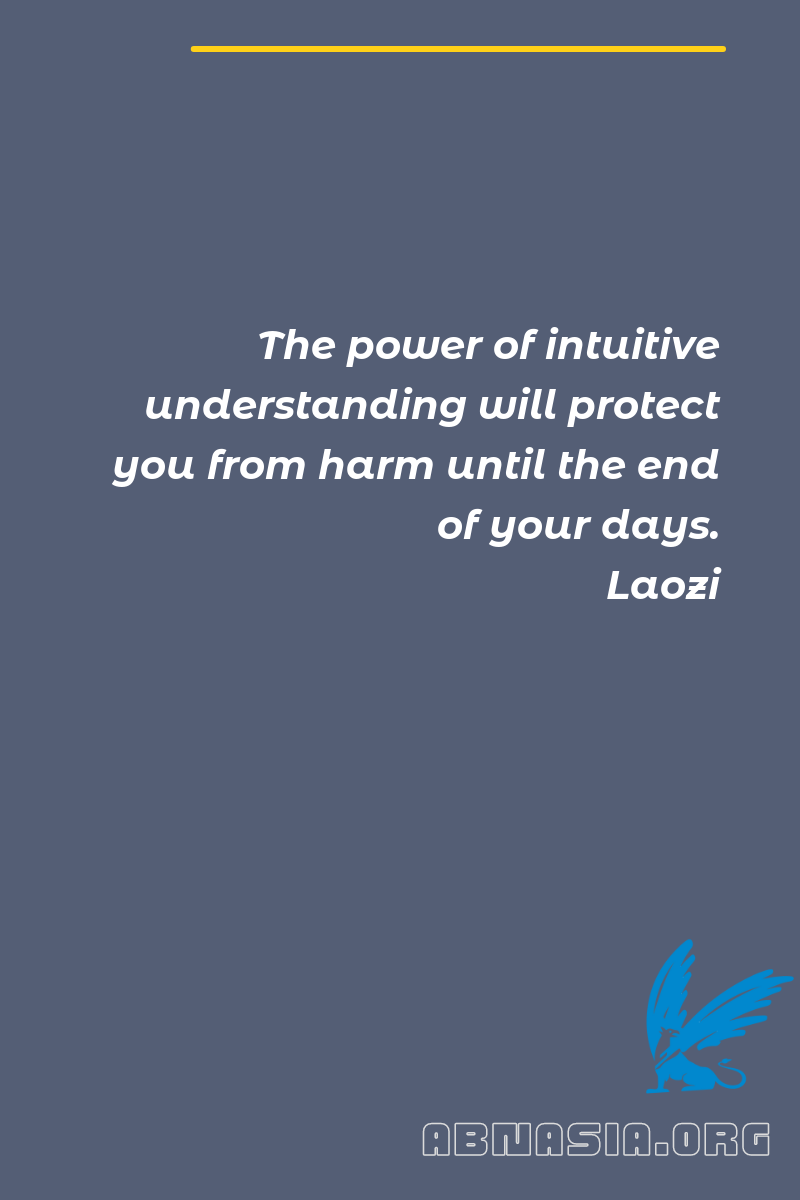 The power of intuitive
understanding will protect
you from harm until the end
of your days.
Laozi
ABNASIA.ORG